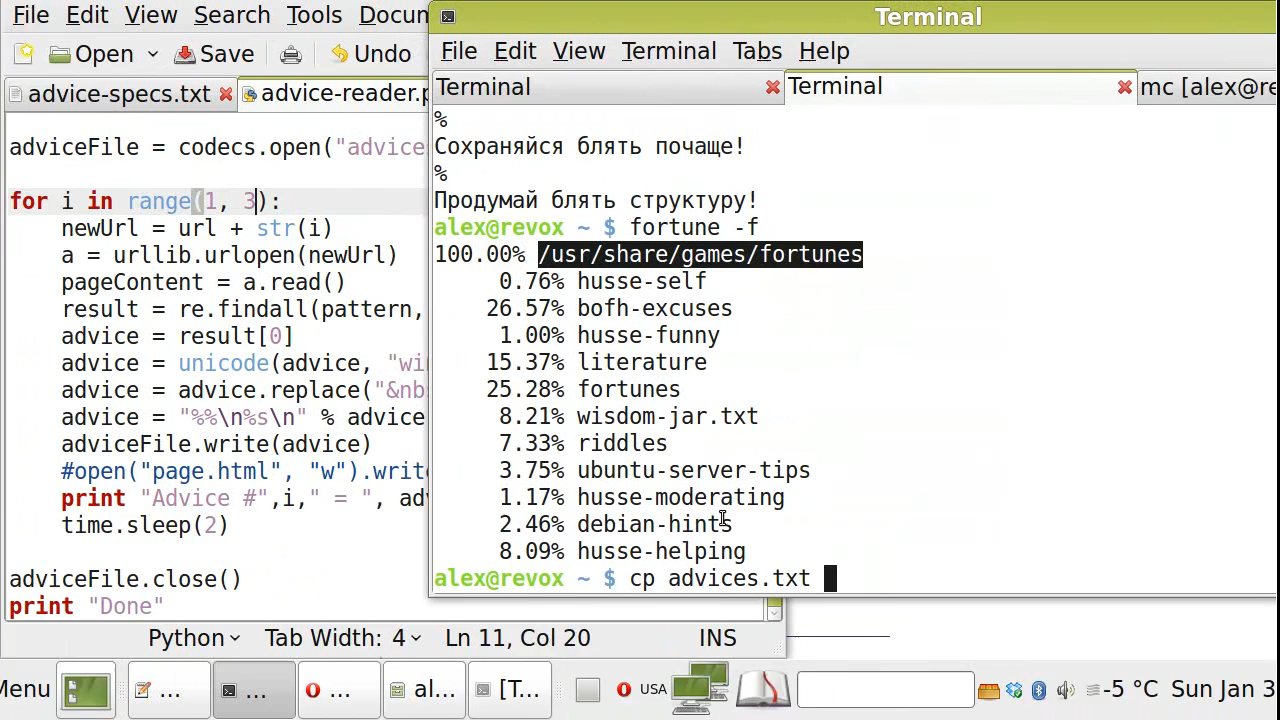 File Edit View Search Tools Docum
Open Save Undo
advice-specs.txt advice-reader.p
adviceFile = codecs.open("advice
for i in range(1, 3):
newUrl = url + str(i)
a = urllib.urlopen(newUrl)
pageContent = a.read()
result = re.findall(pattern,
advice = result[0]
advice = unicode(advice, "wi
advice = advice.replace("&nb
advice = "%%\n%s\n" % advice
adviceFile.write(advice)
#open("page.html", "w").write
print "Advice #",i," = ", ad
time.sleep(2)
adviceFile.close()
print "Done"
Python Tab Width: 4 Ln 11, Col 20 INS
Terminal
File Edit View Terminal Tabs Help
Terminal Terminal mc [alex@re
%
Сохраняйся блять почаще!
%
Продумай блять структуру!
alex@revox ~ $ fortune -f
100.00% /usr/share/games/fortunes
0.76% husse-self
26.57% bofh-excuses
1.00% husse-funny
15.37% literature
25.28% fortunes
8.21% wisdom-jar.txt
7.33% riddles
3.75% ubuntu-server-tips
1.17% husse-moderating
2.46% debian-hints
8.09% husse-helping
alex@revox ~ $ cp advices.txt
Menu ... ... ... al... [T... USA -5 °C Sun Jan 3